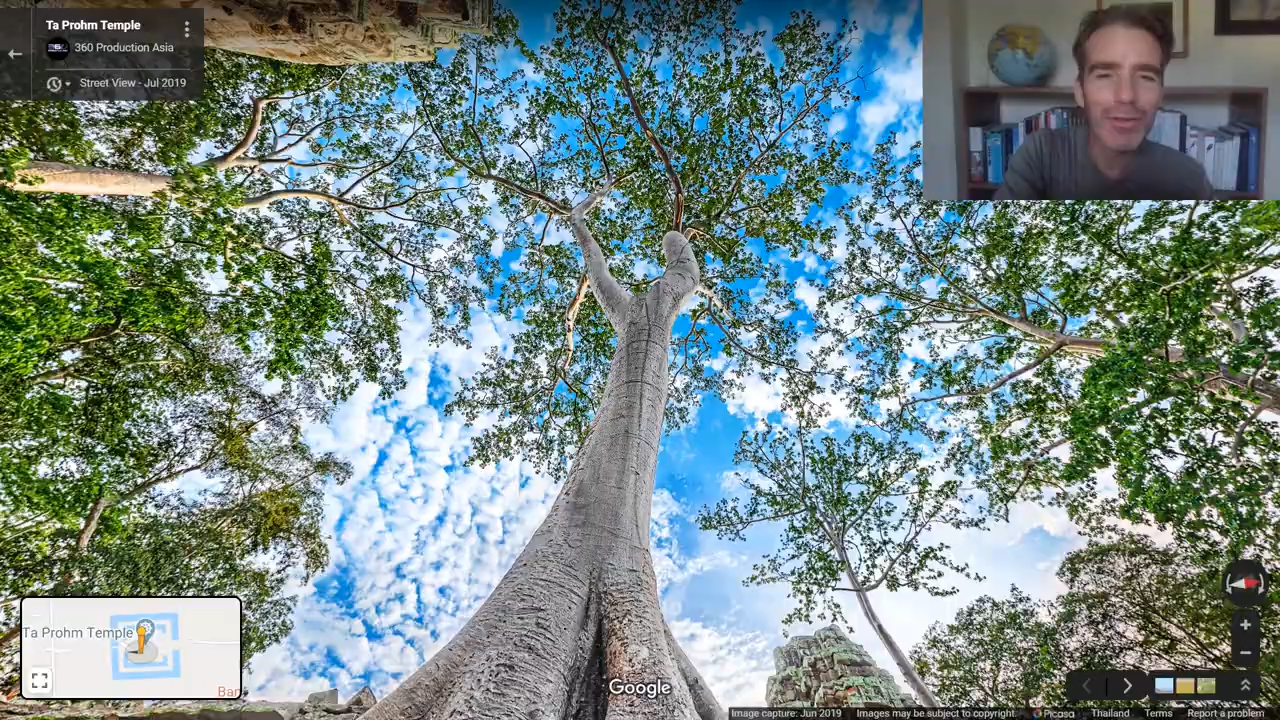 Ta Prohm Temple
360 Production Asia
Street View - Jul 2019
Ta Prohm Temple
Ban
Google
Image capture: Jun 2019 Images may be subject to copyright. Picasa Thailand Terms Report a problem